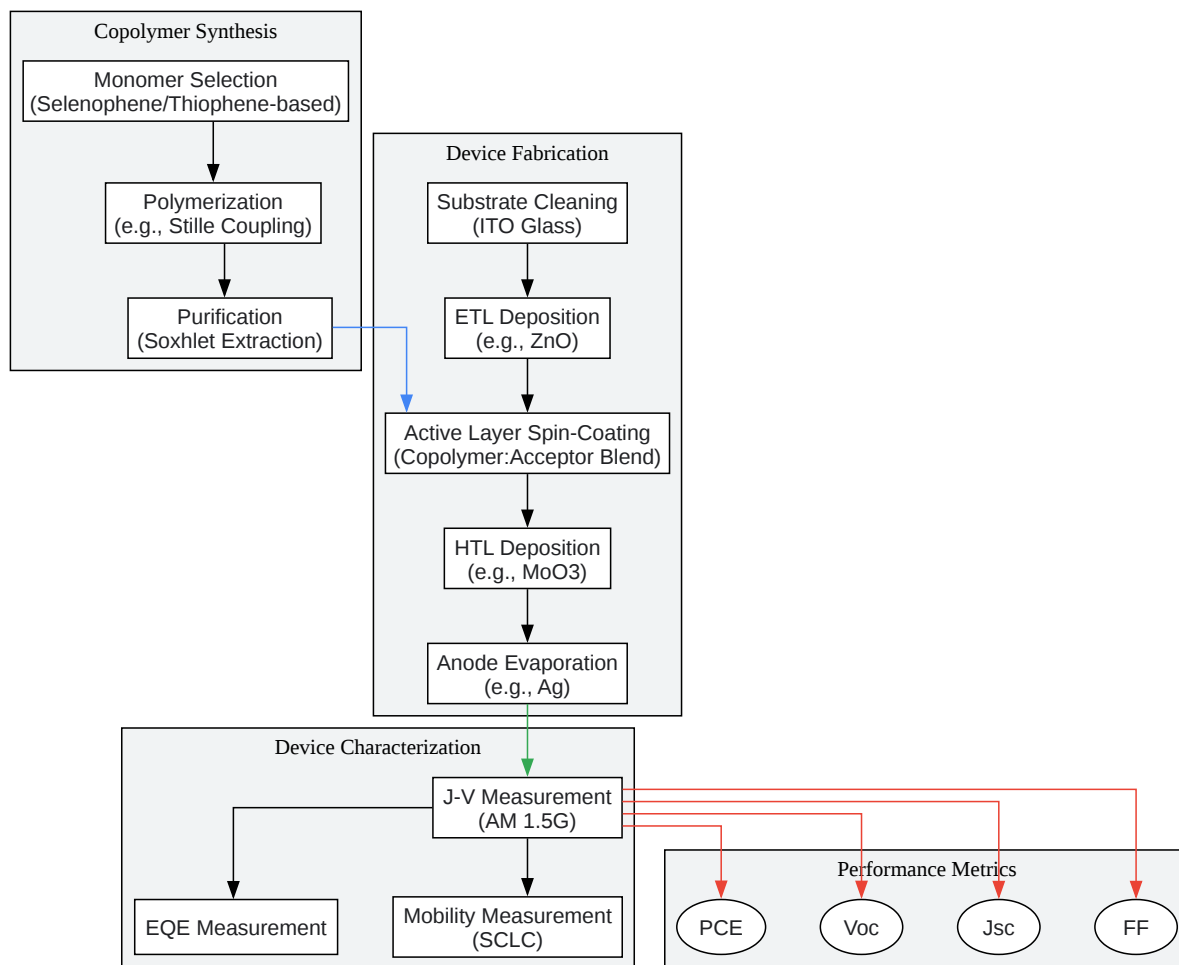 Copolymer Synthesis
Monomer Selection
(Selenophene/Thiophene-based)
Polymerization
(e.g., Stille Coupling)
Purification
(Soxhlet Extraction)
Device Fabrication
Substrate Cleaning
(ITO Glass)
ETL Deposition
(e.g., ZnO)
Active Layer Spin-Coating
(Copolymer:Acceptor Blend)
HTL Deposition
(e.g., MoO3)
Anode Evaporation
(e.g., Ag)
Device Characterization
J-V Measurement
(AM 1.5G)
EQE Measurement
Mobility Measurement
(SCLC)
Performance Metrics
PCE
Voc
Jsc
FF